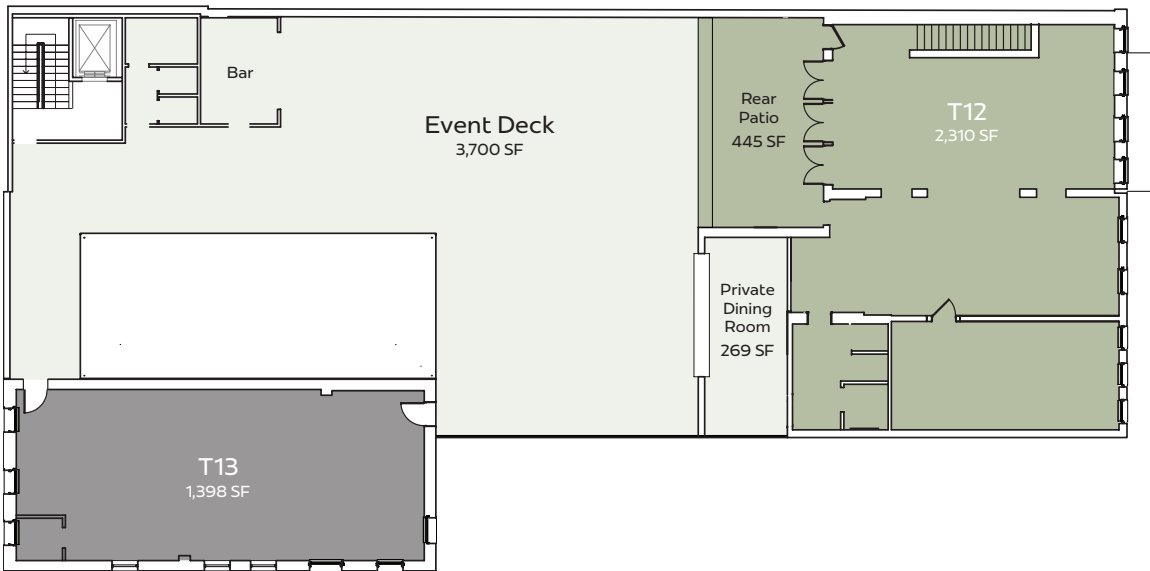 Bar
Event Deck
3,700 SF
Rear
Patio
445 SF
T12
2,310 SF
Private
Dining
Room
269 SF
T13
1,398 SF